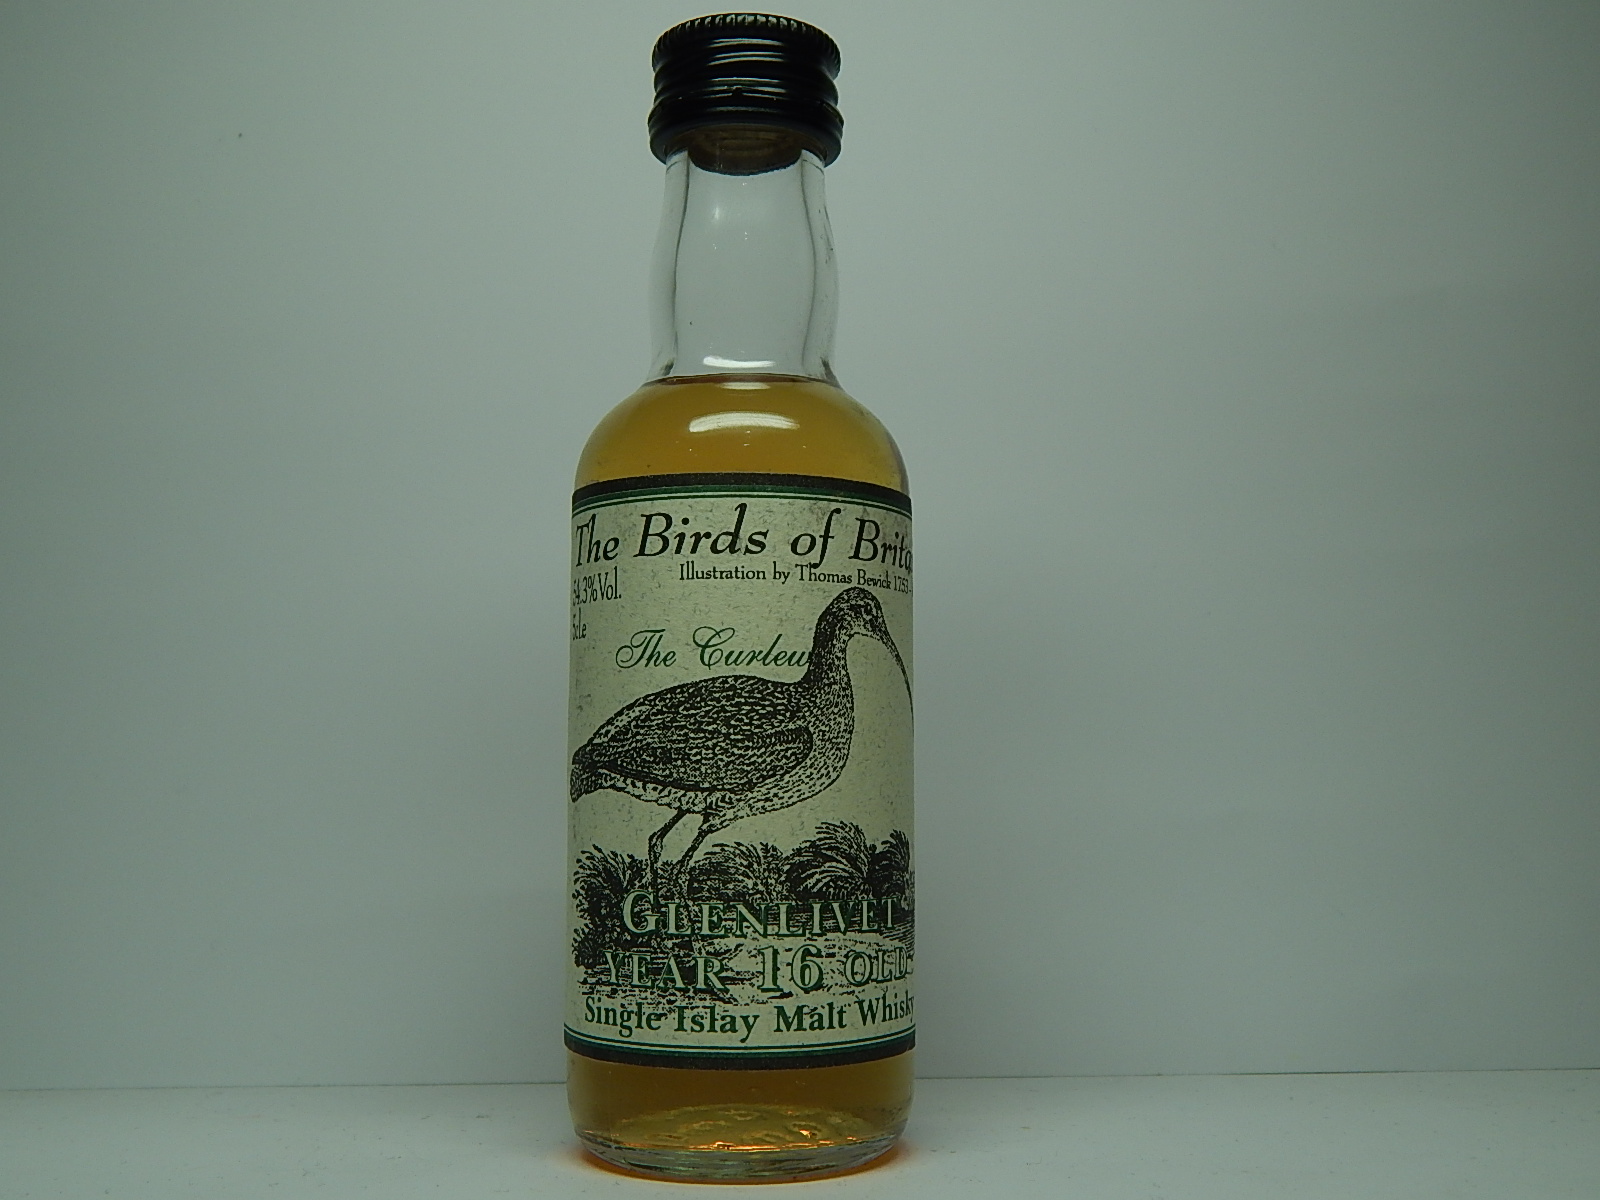 The Birds of Brita
Illustration by Thomas Bewick 1753 -
54.3%Vol.
5cle
The Curlew
GLENLIVET
YEAR 16 OLD
Single Islay Malt Whisky